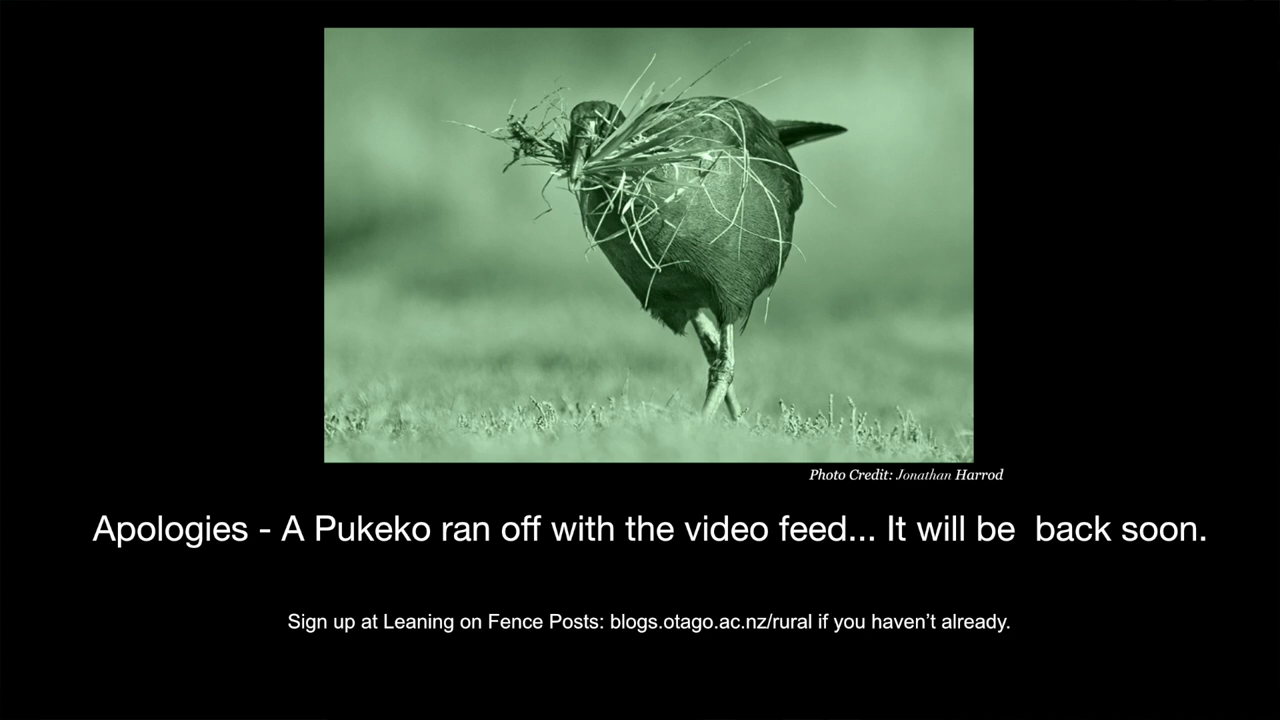 Photo Credit: Jonathan Harrod
Apologies - A Pukeko ran off with the video feed... It will be  back soon.
Sign up at Leaning on Fence Posts: blogs.otago.ac.nz/rural if you haven’t already.